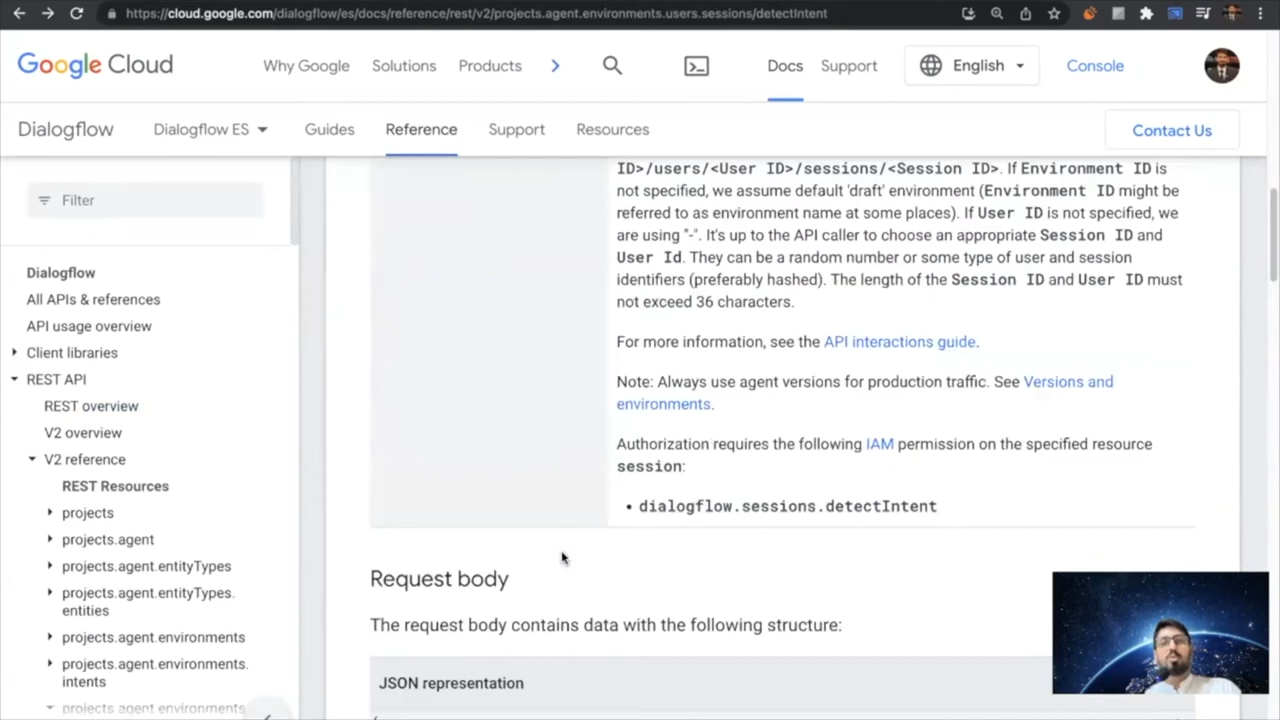 https://cloud.google.com/dialogflow/es/docs/reference/rest/v2/projects.agent.environments.users.sessions/detectIntent
Google Cloud
Why Google
Solutions
Products
Docs
Support
English
Console
Dialogflow
Dialogflow ES
Guides
Reference
Support
Resources
Contact Us
Filter
Dialogflow
All APIs & references
API usage overview
Client libraries
REST API
REST overview
V2 overview
V2 reference
REST Resources
projects
projects.agent
projects.agent.entityTypes
projects.agent.entityTypes.
entities
projects.agent.environments
projects.agent.environments.
intents
projects.agent.environments
ID>/users/<User ID>/sessions/<Session ID>. If Environment ID is
not specified, we assume default 'draft' environment (Environment ID might be
referred to as environment name at some places). If User ID is not specified, we
are using "-". It's up to the API caller to choose an appropriate Session ID and
User Id. They can be a random number or some type of user and session
identifiers (preferably hashed). The length of the Session ID and User ID must
not exceed 36 characters.
For more information, see the API interactions guide.
Note: Always use agent versions for production traffic. See Versions and
environments.
Authorization requires the following IAM permission on the specified resource
session:
• dialogflow.sessions.detectIntent
Request body
The request body contains data with the following structure:
JSON representation